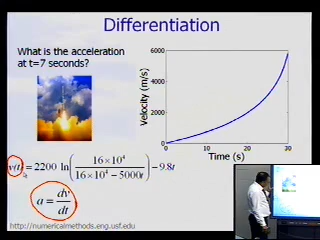 Differentiation
What is the acceleration
at t=7 seconds?
6000
4000
2000
0
0 10 20 30
Velocity (m/s)
Time (s)
v(t) = 2200 ln(16×10⁴ / (16×10⁴ − 5000t)) − 9.8t
a = dv/dt
http://numericalmethods.eng.usf.edu